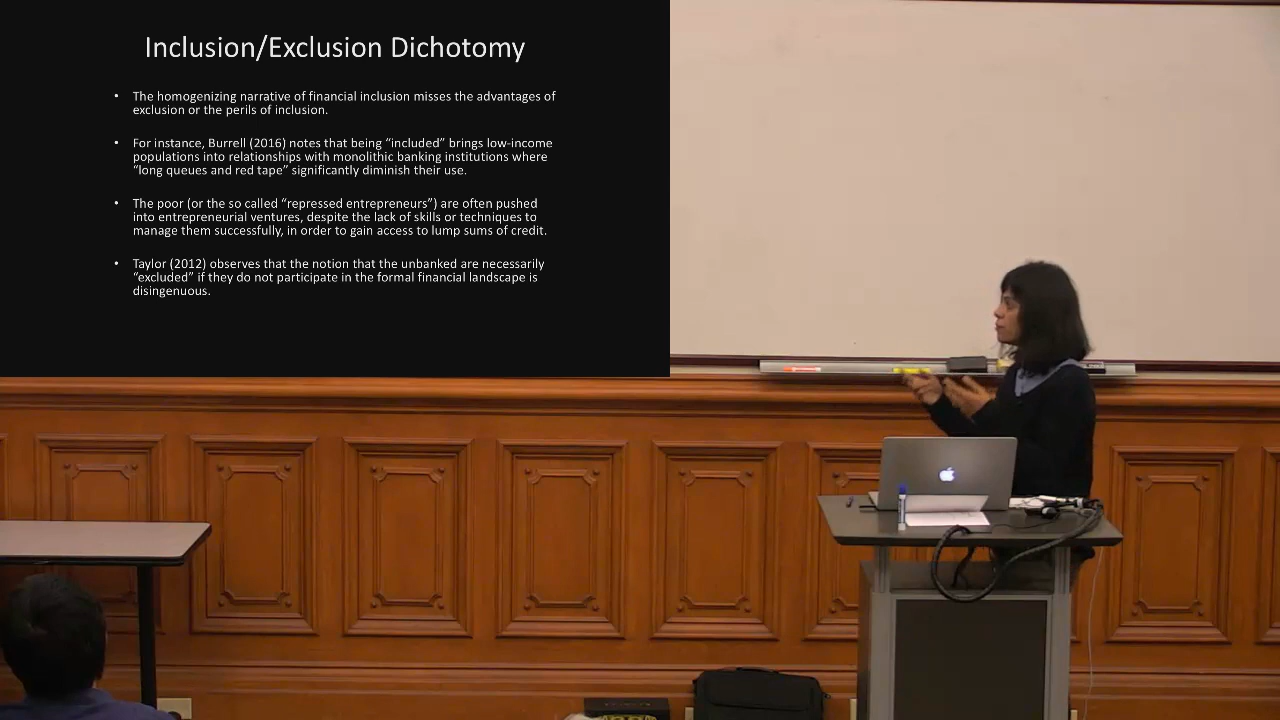 Inclusion/Exclusion Dichotomy
• The homogenizing narrative of financial inclusion misses the advantages of
exclusion or the perils of inclusion.
• For instance, Burrell (2016) notes that being “included” brings low-income
populations into relationships with monolithic banking institutions where
“long queues and red tape” significantly diminish their use.
• The poor (or the so called “repressed entrepreneurs”) are often pushed
into entrepreneurial ventures, despite the lack of skills or techniques to
manage them successfully, in order to gain access to lump sums of credit.
• Taylor (2012) observes that the notion that the unbanked are necessarily
“excluded” if they do not participate in the formal financial landscape is
disingenuous.